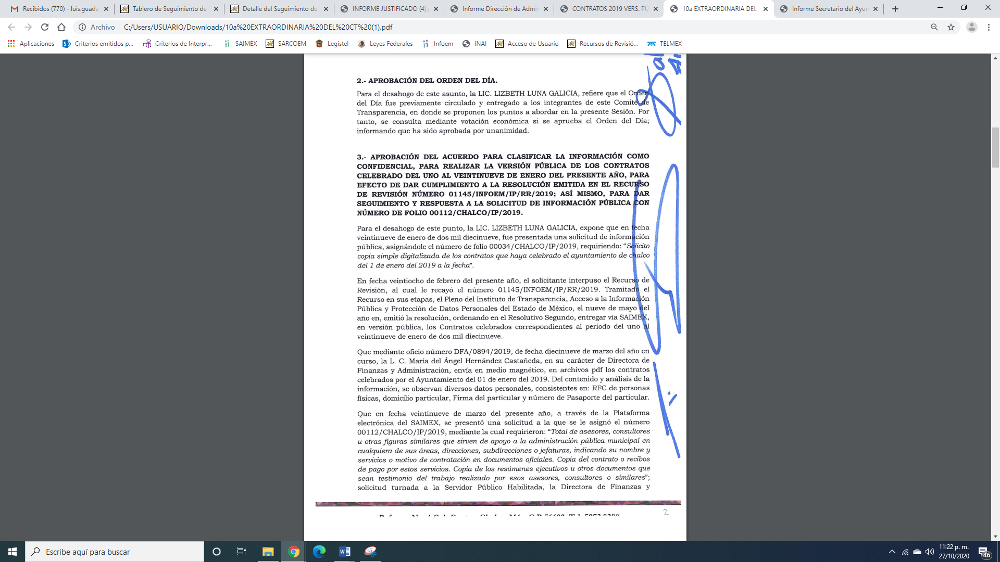 Recibidos (770) - luis.guada
Tablero de Seguimiento de
Detalle del Seguimiento de
INFORME JUSTIFICADO (4).
Informe Dirección de Admi
CONTRATOS 2019 VERS. PÚ
10a EXTRAORDINARIA DEL
Informe Secretario del Ayun
Archivo
C:/Users/USUARIO/Downloads/10a%20EXTRAORDINARIA%20DEL%20CT%20(1).pdf
Aplicaciones
Criterios emitidos p...
Criterios de Interpr...
SAIMEX
SARCOEM
Legistel
Leyes Federales
Infoem
INAI
Acceso de Usuario
Recursos de Revisió...
TELMEX
2.- APROBACIÓN DEL ORDEN DEL DÍA.
Para el desahogo de este asunto, la LIC. LIZBETH LUNA GALICIA, refiere que el Orden
del Día fue previamente circulado y entregado a los integrantes de este Comité de
Transparencia, en donde se proponen los puntos a abordar en la presente Sesión. Por
tanto, se consulta mediante votación económica si se aprueba el Orden del Día;
informando que ha sido aprobada por unanimidad.
3.- APROBACIÓN DEL ACUERDO PARA CLASIFICAR LA INFORMACIÓN COMO
CONFIDENCIAL, PARA REALIZAR LA VERSIÓN PÚBLICA DE LOS CONTRATOS
CELEBRADO DEL UNO AL VEINTINUEVE DE ENERO DEL PRESENTE AÑO, PARA
EFECTO DE DAR CUMPLIMIENTO A LA RESOLUCIÓN EMITIDA EN EL RECURSO
DE REVISIÓN NÚMERO 01145/INFOEM/IP/RR/2019; ASÍ MISMO, PARA DAR
SEGUIMIENTO Y RESPUESTA A LA SOLICITUD DE INFORMACIÓN PÚBLICA CON
NÚMERO DE FOLIO 00112/CHALCO/IP/2019.
Para el desahogo de este punto, la LIC. LIZBETH LUNA GALICIA, expone que en fecha
veintinueve de enero de dos mil diecinueve, fue presentada una solicitud de información
pública, asignándole el número de folio 00034/CHALCO/IP/2019, requiriendo: “Solicito
copia simple digitalizada de los contratos que haya celebrado el ayuntamiento de chalco
del 1 de enero del 2019 a la fecha”.
En fecha veintiocho de febrero del presente año, el solicitante interpuso el Recurso de
Revisión, al cual le recayó el número 01145/INFOEM/IP/RR/2019. Tramitado el
Recurso en sus etapas, el Pleno del Instituto de Transparencia, Acceso a la Información
Pública y Protección de Datos Personales del Estado de México, el nueve de mayo del
año en, emitió la resolución, ordenando en el Resolutivo Segundo, entregar vía SAIMEX,
en versión pública, los Contratos celebrados correspondientes al periodo del uno al
veintinueve de enero de dos mil diecinueve.
Que mediante oficio número DFA/0894/2019, de fecha diecinueve de marzo del año en
curso, la L. C. María del Ángel Hernández Castañeda, en su carácter de Directora de
Finanzas y Administración, envía en medio magnético, en archivos pdf los contratos
celebrados por el Ayuntamiento del 01 de enero del 2019. Del contenido y análisis de la
información, se observan diversos datos personales, consistentes en: RFC de personas
físicas, domicilio particular, Firma del particular y número de Pasaporte del particular.
Que en fecha veintinueve de marzo del presente año, a través de la Plataforma
electrónica del SAIMEX, se presentó una solicitud a la que se le asignó el número
00112/CHALCO/IP/2019, mediante la cual requirieron: “Total de asesores, consultores
u otras figuras similares que sirven de apoyo a la administración pública municipal en
cualquiera de sus áreas, direcciones, subdirecciones o jefaturas, indicando su nombre y
servicios o motivo de contratación en documentos oficiales. Copia del contrato o recibos
de pago por estos servicios. Copia de los resúmenes ejecutivos u otros documentos que
sean testimonio del trabajo realizado por esos asesores, consultores o similares”;
solicitud turnada a la Servidor Público Habilitada, la Directora de Finanzas y
2
Escribe aquí para buscar
11:22 p. m.
27/10/2020
46